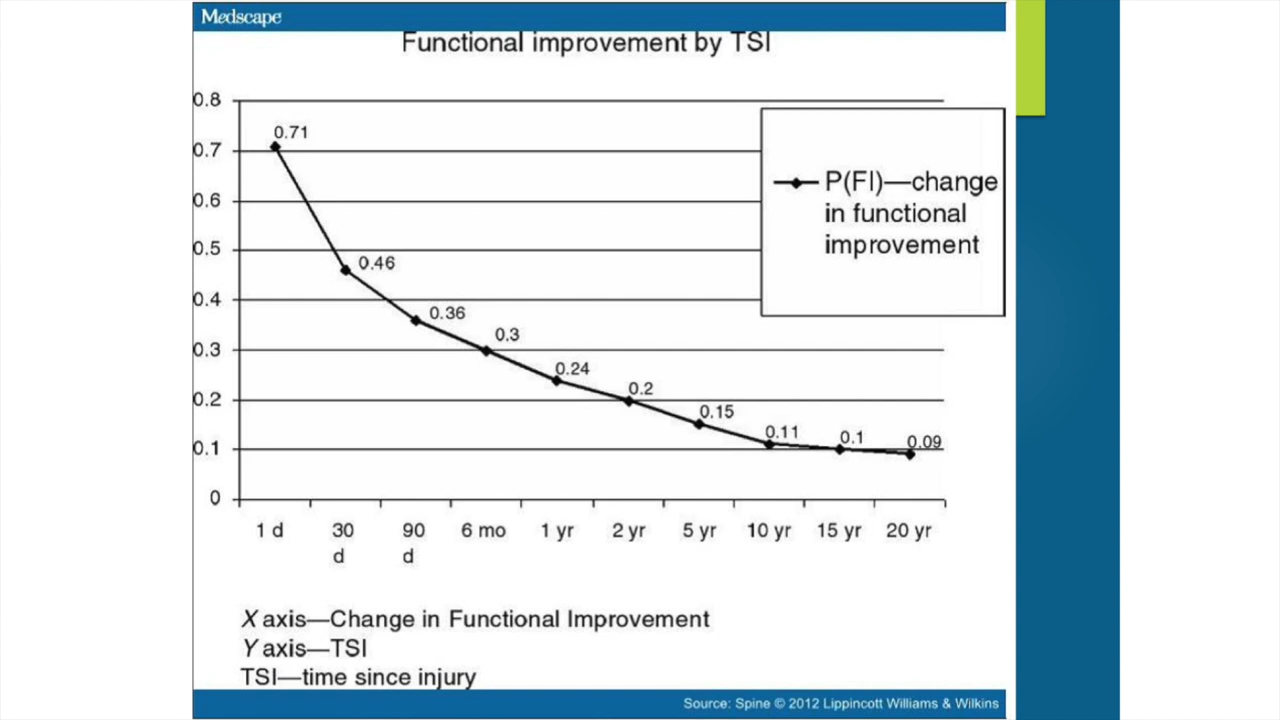 Medscape
Functional improvement by TSI
0.8
0.7
0.6
0.5
0.4
0.3
0.2
0.1
0
0.71
0.46
0.36
0.3
0.24
0.2
0.15
0.11
0.1
0.09
P(FI)—change
in functional
improvement
1 d
30
d
90
d
6 mo
1 yr
2 yr
5 yr
10 yr
15 yr
20 yr
X axis—Change in Functional Improvement
Y axis—TSI
TSI—time since injury
Source: Spine © 2012 Lippincott Williams & Wilkins